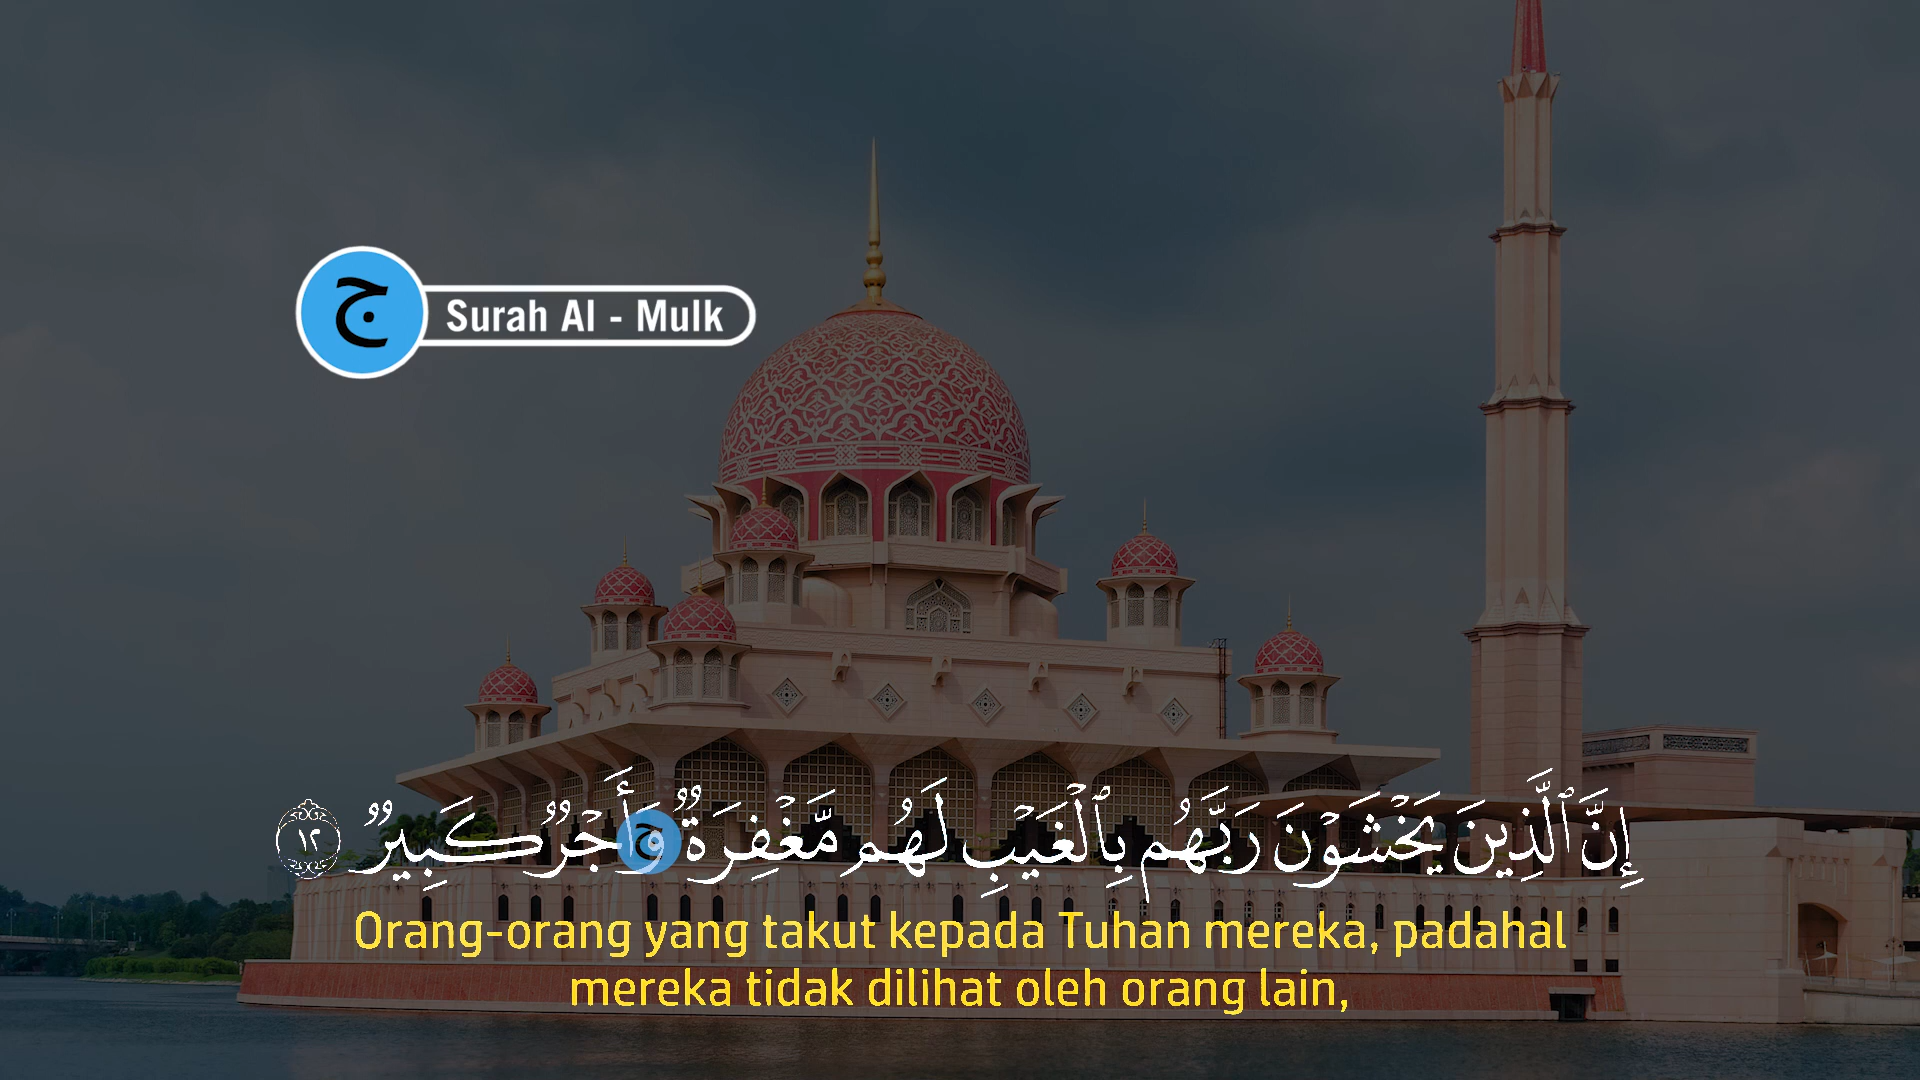 ج
Surah Al - Mulk
إِنَّ ٱلَّذِينَ يَخْشَوْنَ رَبَّهُم بِٱلْغَيْبِ لَهُم مَّغْفِرَةٌ وَأَجْرٌ كَبِيرٌ ١٢
ج
Orang-orang yang takut kepada Tuhan mereka, padahal
mereka tidak dilihat oleh orang lain,